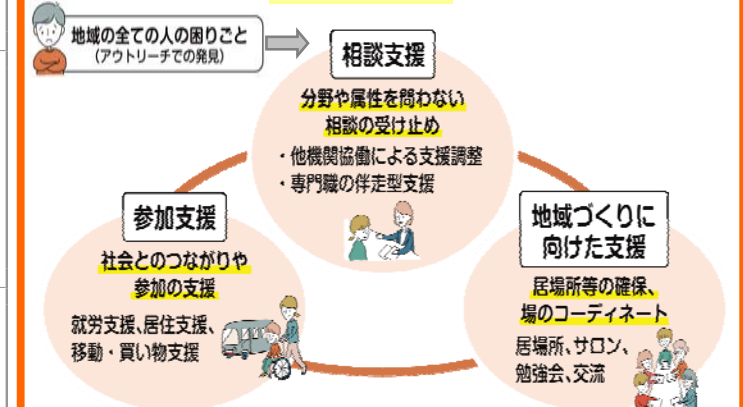 地域の全ての人の困りごと
(アウトリーチでの発見)
相談支援
分野や属性を問わない
相談の受け止め
・他機関協働による支援調整
・専門職の伴走型支援
参加支援
社会とのつながりや
参加の支援
就労支援、居住支援、
移動・買い物支援
地域づくりに
向けた支援
居場所等の確保、
場のコーディネート
居場所、サロン、
勉強会、交流